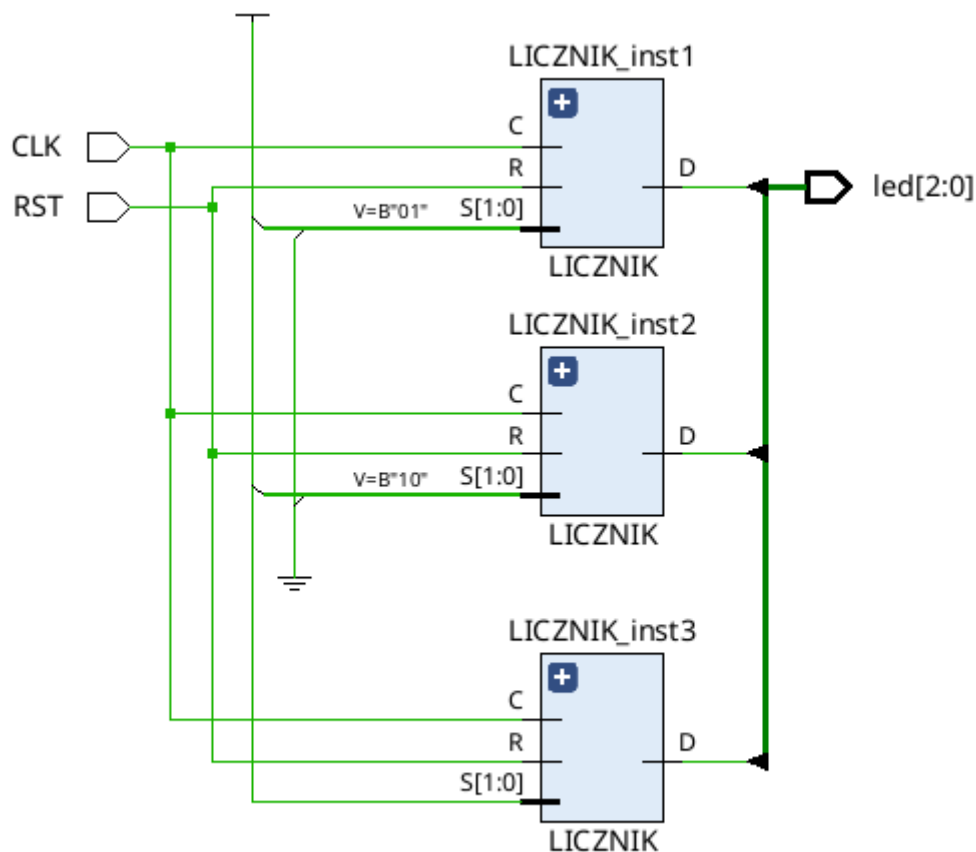 LICZNIK_inst1
C
CLK
R
D
led[2:0]
RST
V=B"01"
S[1:0]
LICZNIK
LICZNIK_inst2
C
R
D
V=B"10"
S[1:0]
LICZNIK
LICZNIK_inst3
C
R
D
S[1:0]
LICZNIK